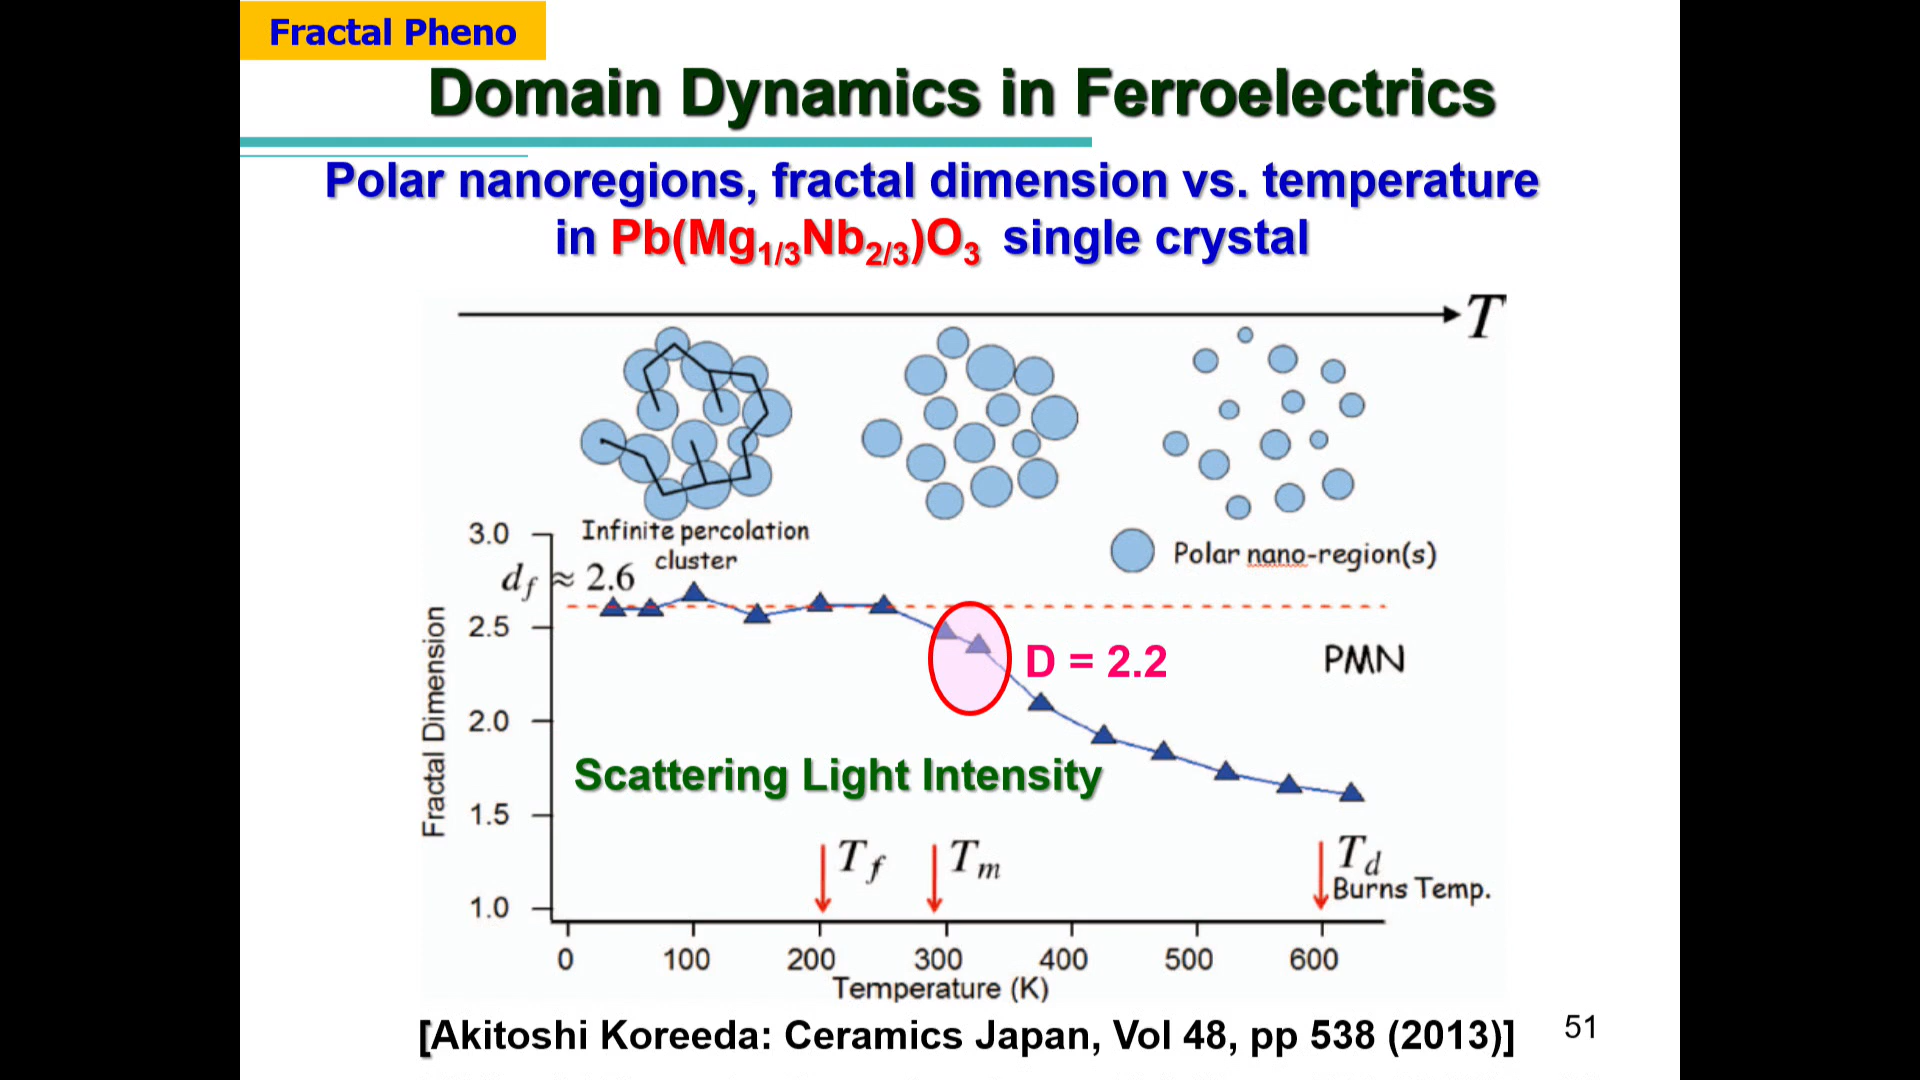 Fractal Pheno
Domain Dynamics in Ferroelectrics
Polar nanoregions, fractal dimension vs. temperature
in Pb(Mg1/3Nb2/3)O3 single crystal
T
Infinite percolation
cluster
Polar nano-region(s)
3.0
df ≈ 2.6
2.5
D = 2.2
PMN
Fractal Dimension
2.0
Scattering Light Intensity
1.5
Tf
Tm
Td
Burns Temp.
1.0
0 100 200 300 400 500 600
Temperature (K)
[Akitoshi Koreeda: Ceramics Japan, Vol 48, pp 538 (2013)]
51